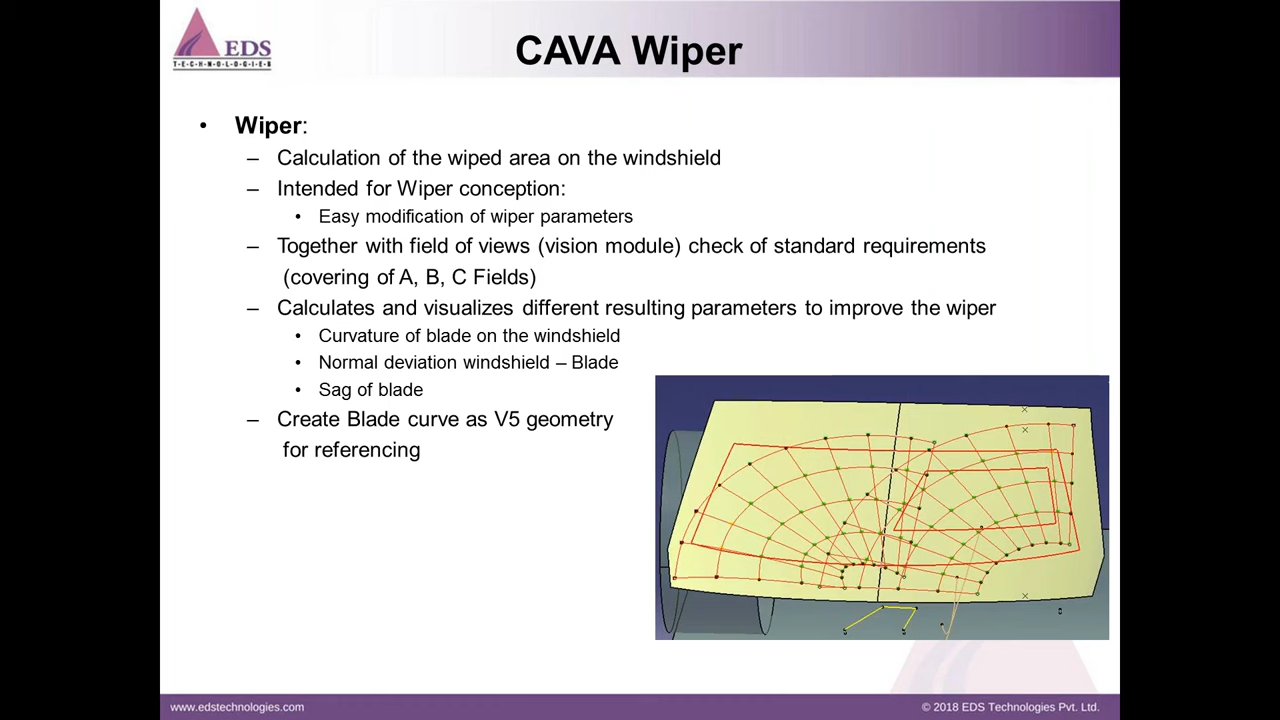 EDS
T·E·C·H·N·O·L·O·G·I·E·S
CAVA Wiper
• Wiper:
– Calculation of the wiped area on the windshield
– Intended for Wiper conception:
• Easy modification of wiper parameters
– Together with field of views (vision module) check of standard requirements
(covering of A, B, C Fields)
– Calculates and visualizes different resulting parameters to improve the wiper
• Curvature of blade on the windshield
• Normal deviation windshield – Blade
• Sag of blade
– Create Blade curve as V5 geometry
for referencing
www.edstechnologies.com
© 2018 EDS Technologies Pvt. Ltd.